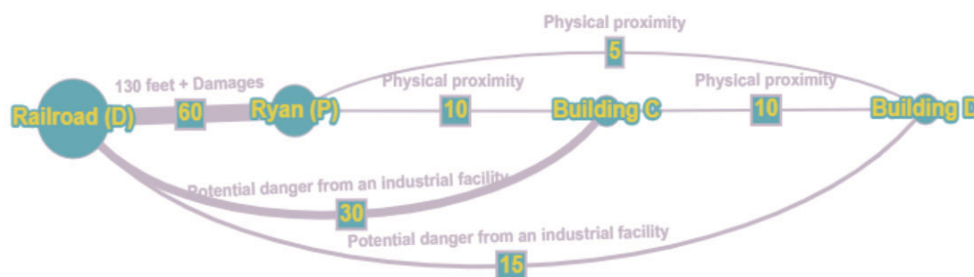 Physical proximity
5
130 feet + Damages
Physical proximity
Physical proximity
Railroad (D)
60
Ryan (P)
10
Building C
10
Building D
Potential danger from an industrial facility
30
Potential danger from an industrial facility
15